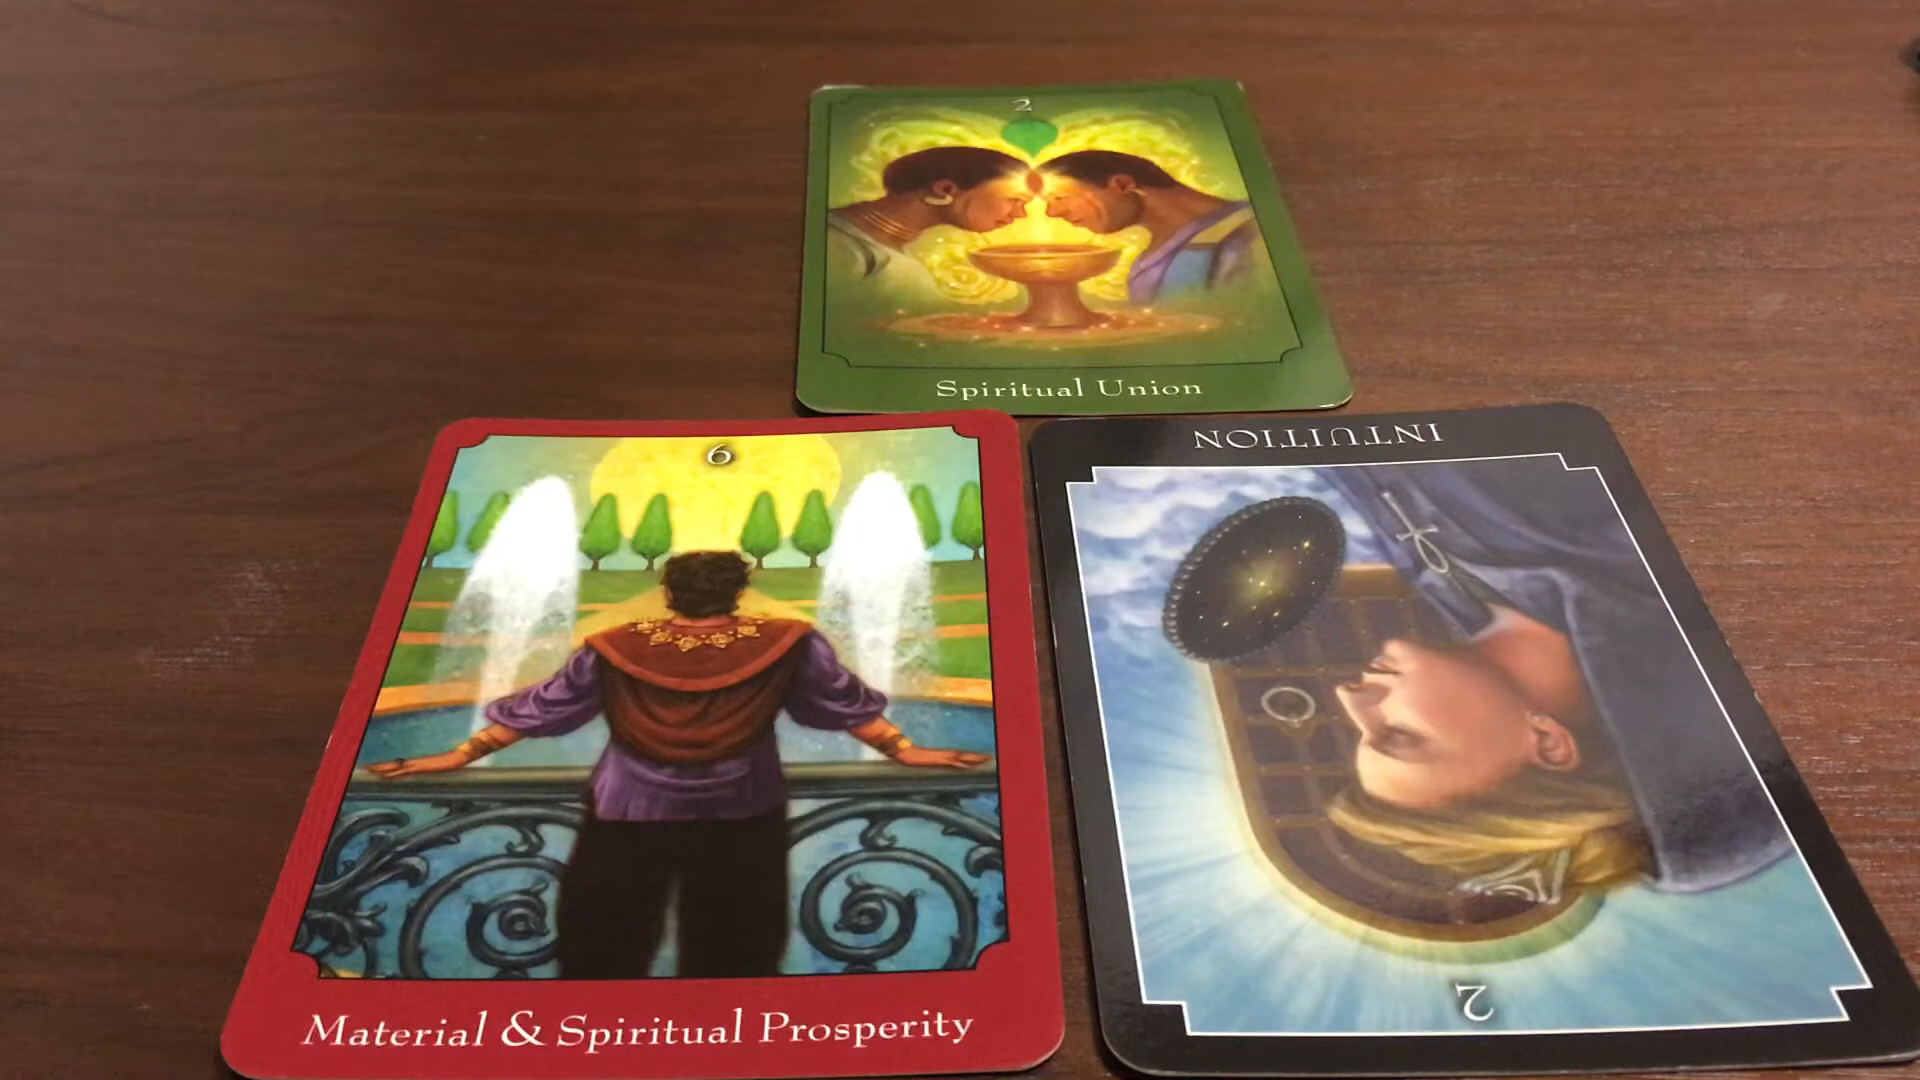 2
Spiritual Union
6
Material & Spiritual Prosperity
INTUITION
2